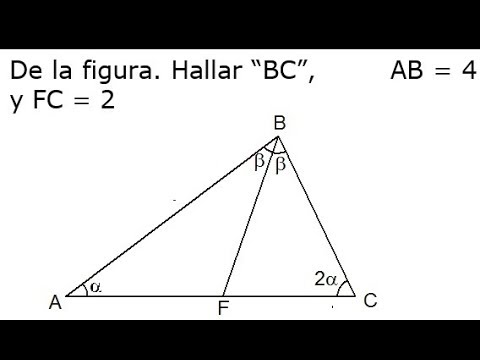 De la figura. Hallar “BC”, AB = 4
y FC = 2
B
β β
α 2α
A F C